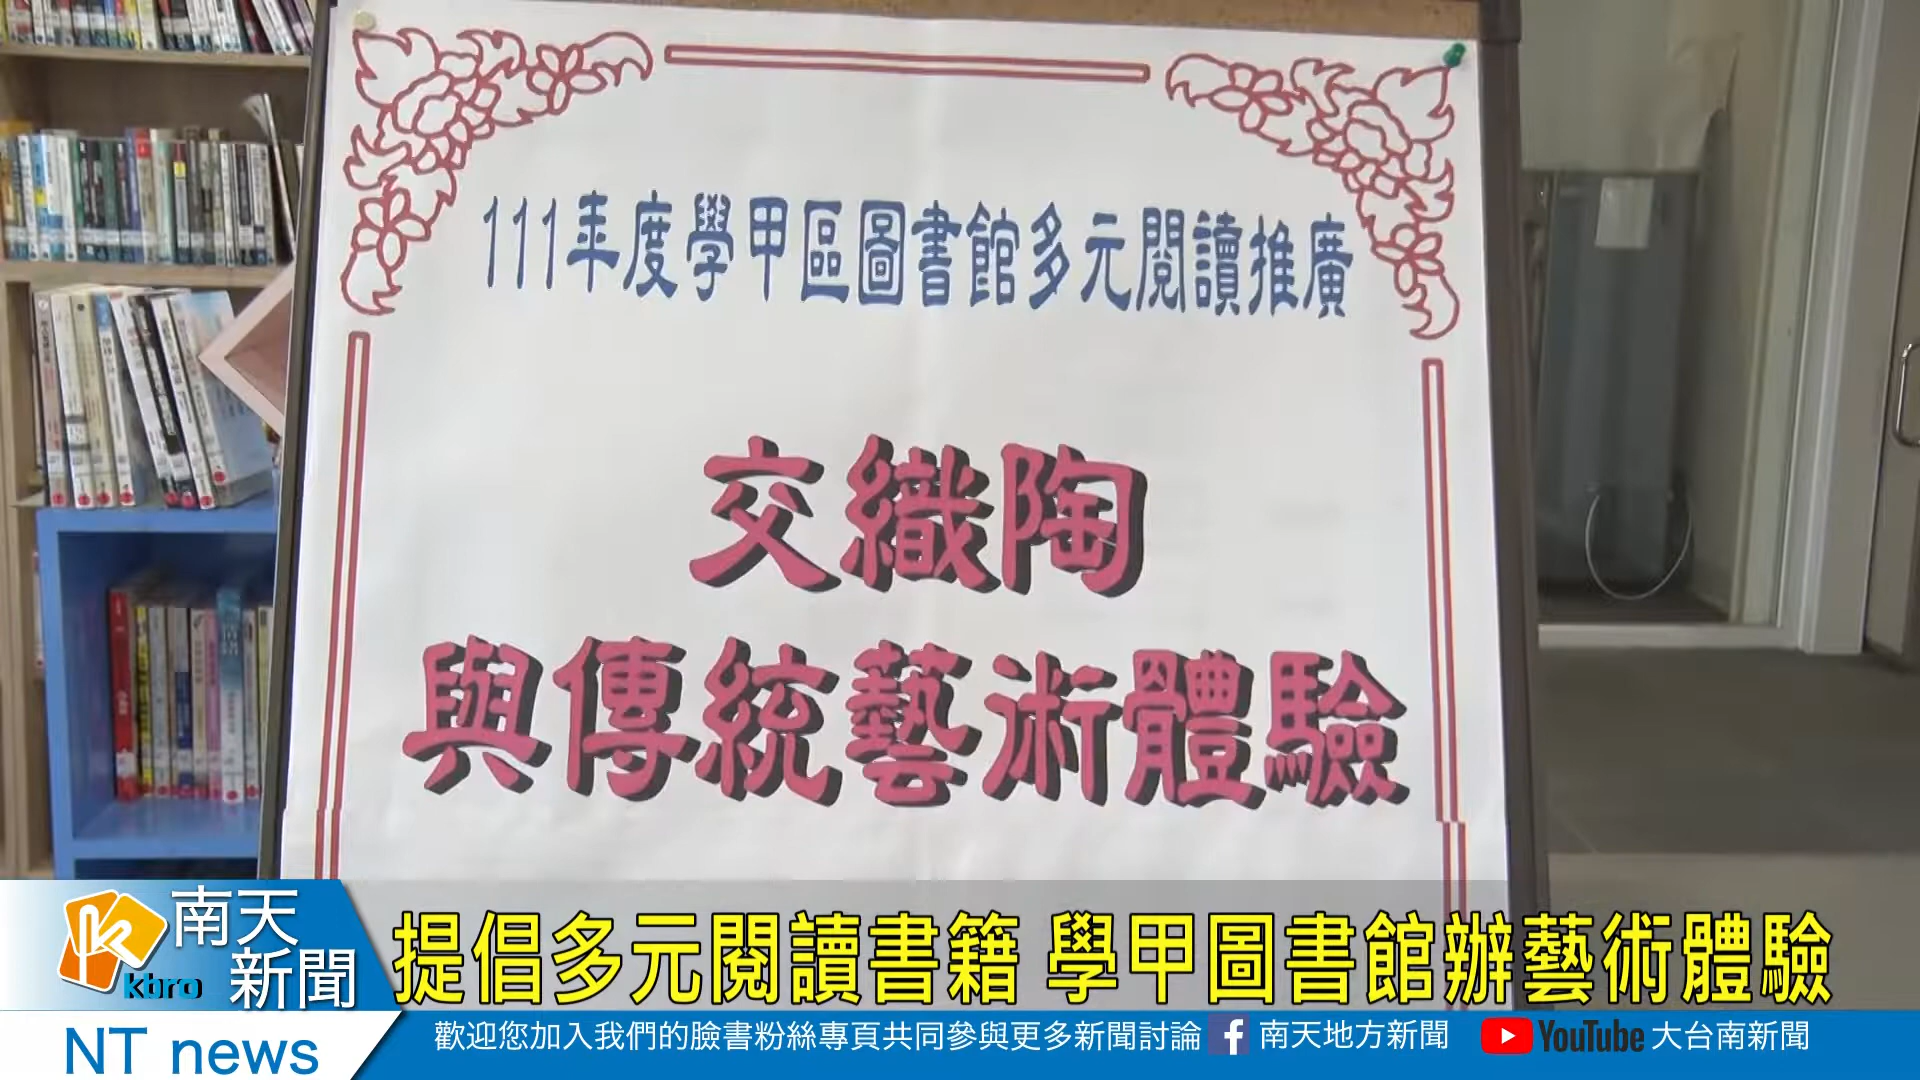 111年度學甲區圖書館多元閱讀推廣
交織陶
與傳統藝術體驗
南天
新聞
kbro
提倡多元閱讀書籍 學甲圖書館辦藝術體驗
NT news
歡迎您加入我們的臉書粉絲專頁共同參與更多新聞討論 南天地方新聞 YouTube 大台南新聞